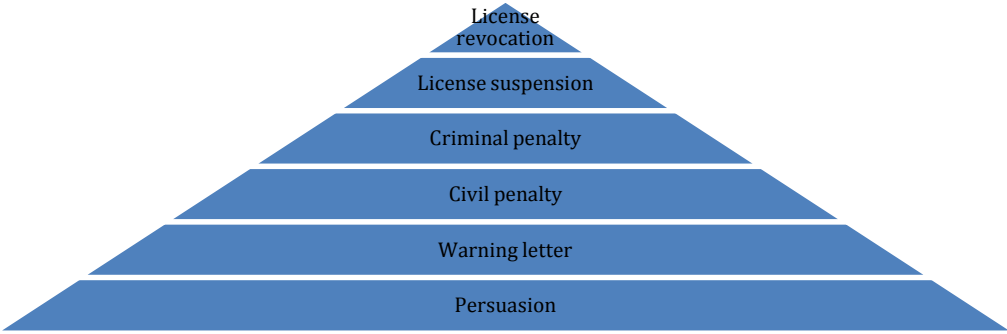 License
revocation
License suspension
Criminal penalty
Civil penalty
Warning letter
Persuasion